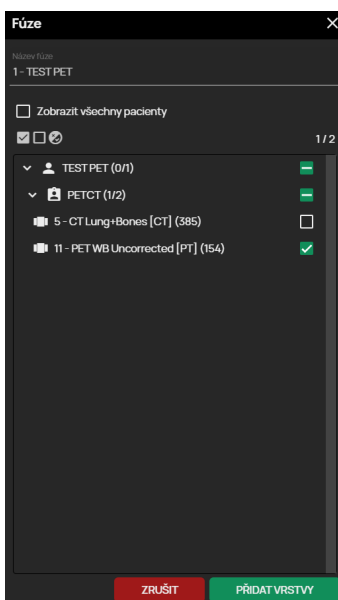 Fúze
Název fúze
1 - TEST PET
Zobrazit všechny pacienty
1/2
TEST PET (0/1)
PETCT (1/2)
5 - CT Lung+Bones [CT] (385)
11 - PET WB Uncorrected [PT] (154)
ZRUŠIT PŘIDAT VRSTVY